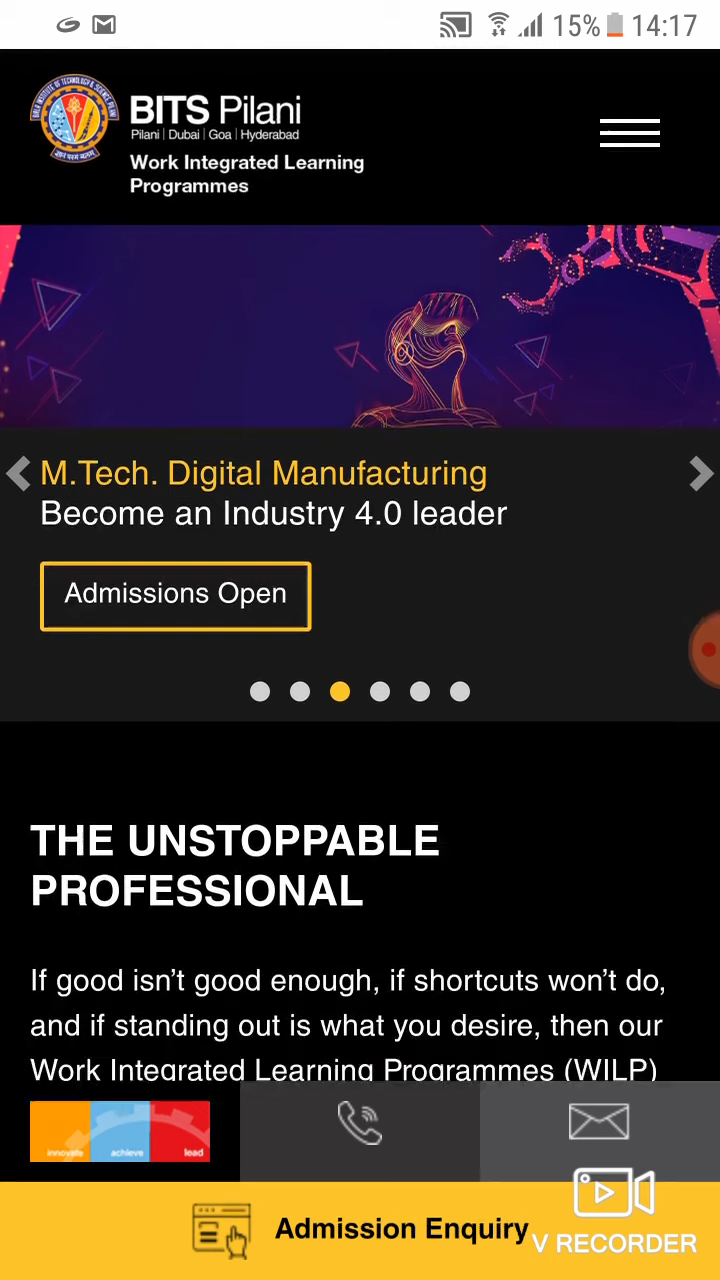 15% 14:17
BITS Pilani
Pilani | Dubai | Goa | Hyderabad
Work Integrated Learning
Programmes
M.Tech. Digital Manufacturing
Become an Industry 4.0 leader
Admissions Open
THE UNSTOPPABLE
PROFESSIONAL
If good isn’t good enough, if shortcuts won’t do,
and if standing out is what you desire, then our
Work Integrated Learning Programmes (WILP)
innovate achieve lead
Admission Enquiry
V RECORDER